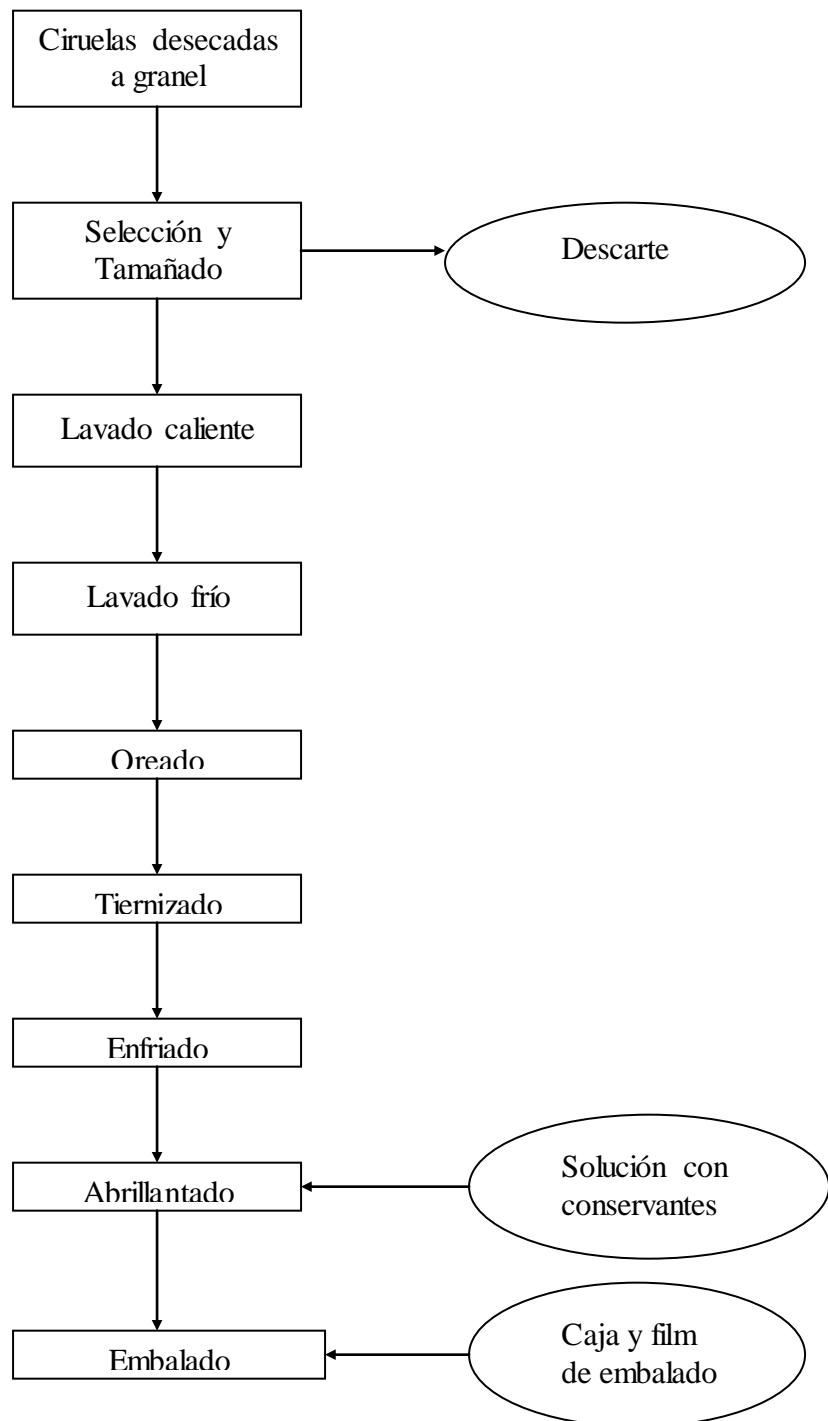 Ciruelas desecadas
a granel
Selección y
Tamañado
Descarte
Lavado caliente
Lavado frío
Oreado
Tiernizado
Enfriado
Abrillantado
Solución con
conservantes
Embalado
Caja y film
de embalado